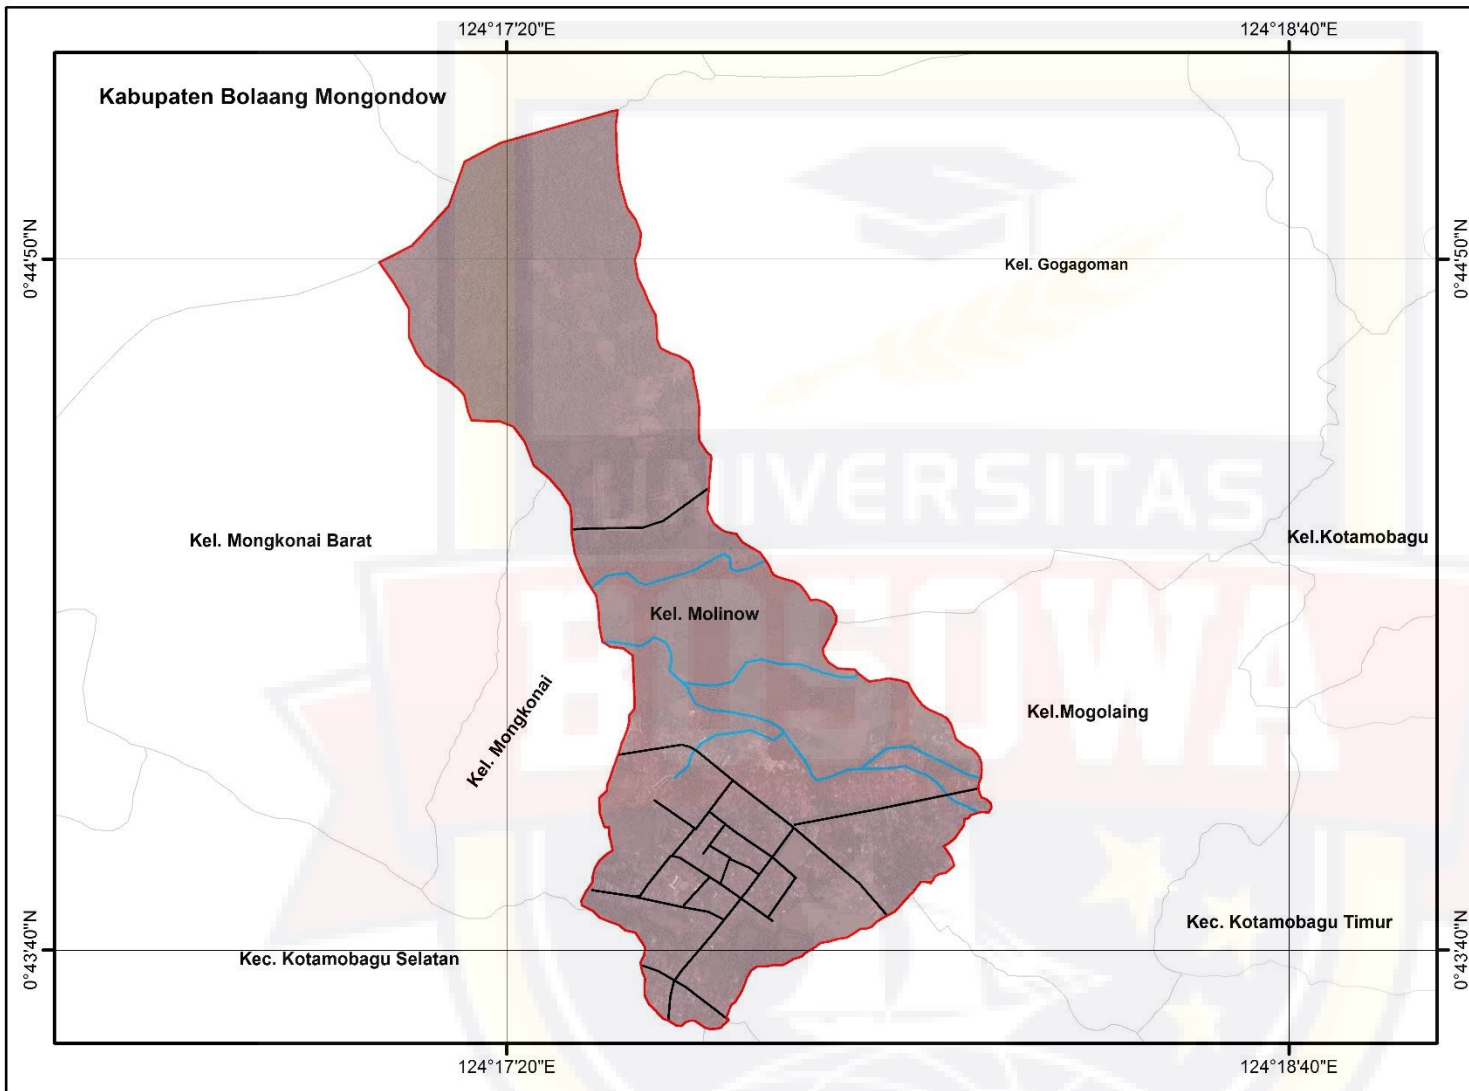 124°17'20"E
124°18'40"E
Kabupaten Bolaang Mongondow
0°44'50"N
0°44'50"N
Kel. Gogagoman
UNIVERSITAS
Kel. Mongkonai Barat
Kel.Kotamobagu
BOSOWA
Kel. Molinow
Kel. Mongkonai
Kel.Mogolaing
Kec. Kotamobagu Timur
0°43'40"N
Kec. Kotamobagu Selatan
0°43'40"N
124°17'20"E
124°18'40"E